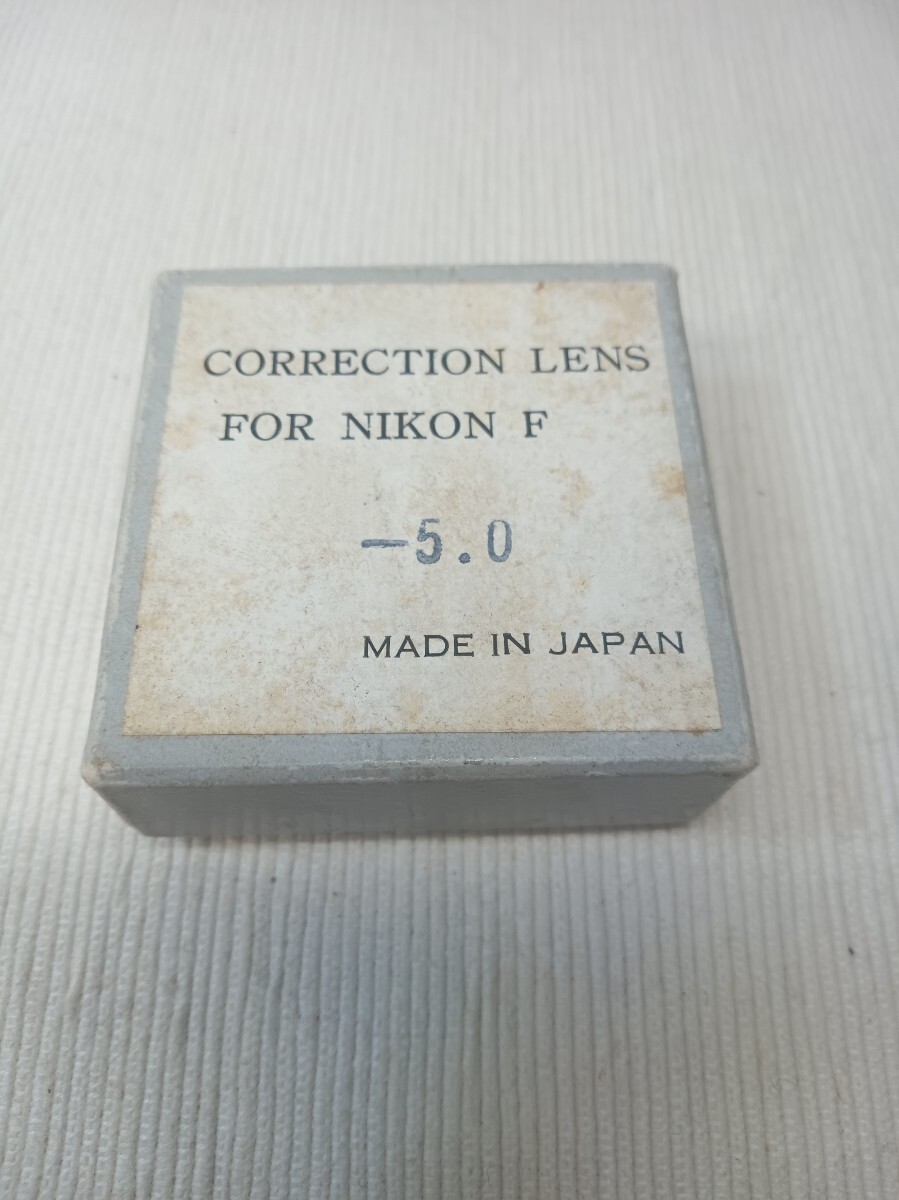 CORRECTION LENS
FOR NIKON F
-5.0
MADE IN JAPAN